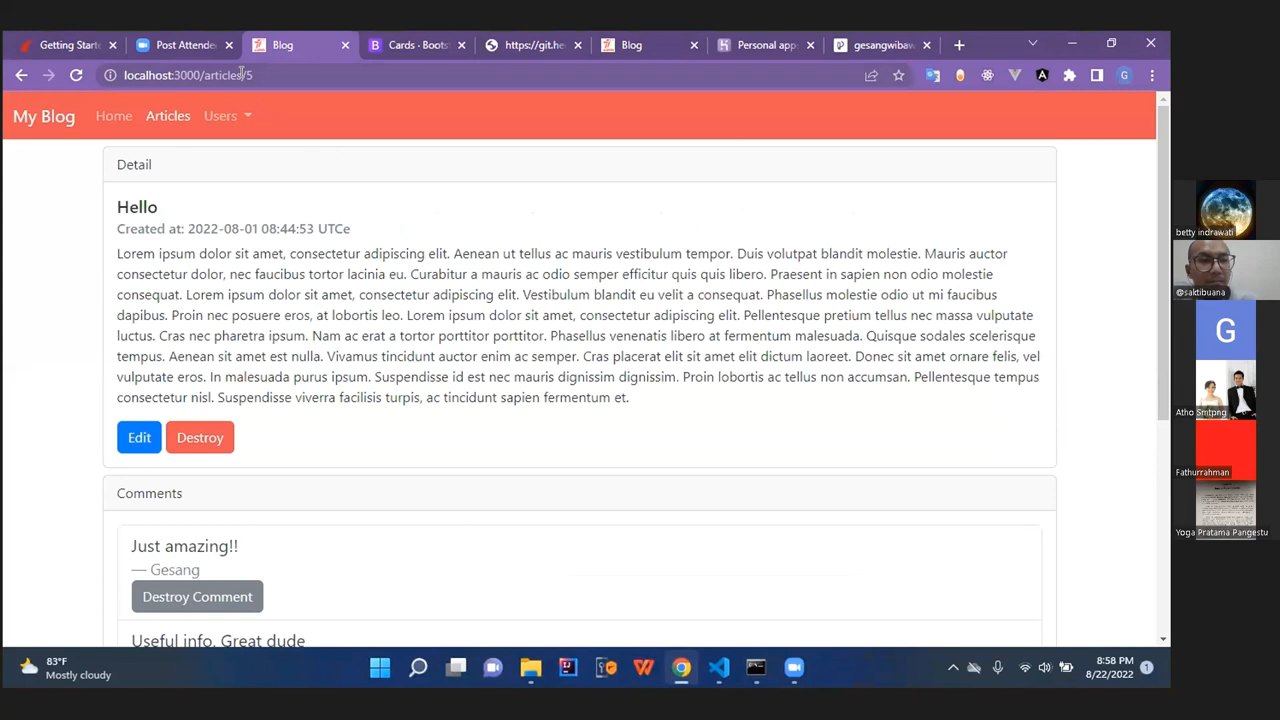 Getting Starte
Post Attende
Blog
Cards · Boots
https://git.he
Blog
Personal app
gesangwibaw
localhost:3000/articles/5
G
My Blog
Home
Articles
Users
Detail
Hello
Created at: 2022-08-01 08:44:53 UTCe
Lorem ipsum dolor sit amet, consectetur adipiscing elit. Aenean ut tellus ac mauris vestibulum tempor. Duis volutpat blandit molestie. Mauris auctor
consectetur dolor, nec faucibus tortor lacinia eu. Curabitur a mauris ac odio semper efficitur quis quis libero. Praesent in sapien non odio molestie
consequat. Lorem ipsum dolor sit amet, consectetur adipiscing elit. Vestibulum blandit eu velit a consequat. Phasellus molestie odio ut mi faucibus
dapibus. Proin nec posuere eros, at lobortis leo. Lorem ipsum dolor sit amet, consectetur adipiscing elit. Pellentesque pretium tellus nec massa vulputate
luctus. Cras nec pharetra ipsum. Nam ac erat a tortor porttitor porttitor. Phasellus venenatis libero at fermentum malesuada. Quisque sodales scelerisque
tempus. Aenean sit amet est nulla. Vivamus tincidunt auctor enim ac semper. Cras placerat elit sit amet elit dictum laoreet. Donec sit amet ornare felis, vel
vulputate eros. In malesuada purus ipsum. Suspendisse id est nec mauris dignissim dignissim. Proin lobortis ac tellus non accumsan. Pellentesque tempus
consectetur nisl. Suspendisse viverra facilisis turpis, ac tincidunt sapien fermentum et.
Edit
Destroy
Comments
Just amazing!!
— Gesang
Destroy Comment
Useful info. Great dude
83°F
Mostly cloudy
8:58 PM
8/22/2022
1
betty indrawati
@saktibuana
G
Atho Smtpng
Fathurrahman
Yoga Pratama Pangestu